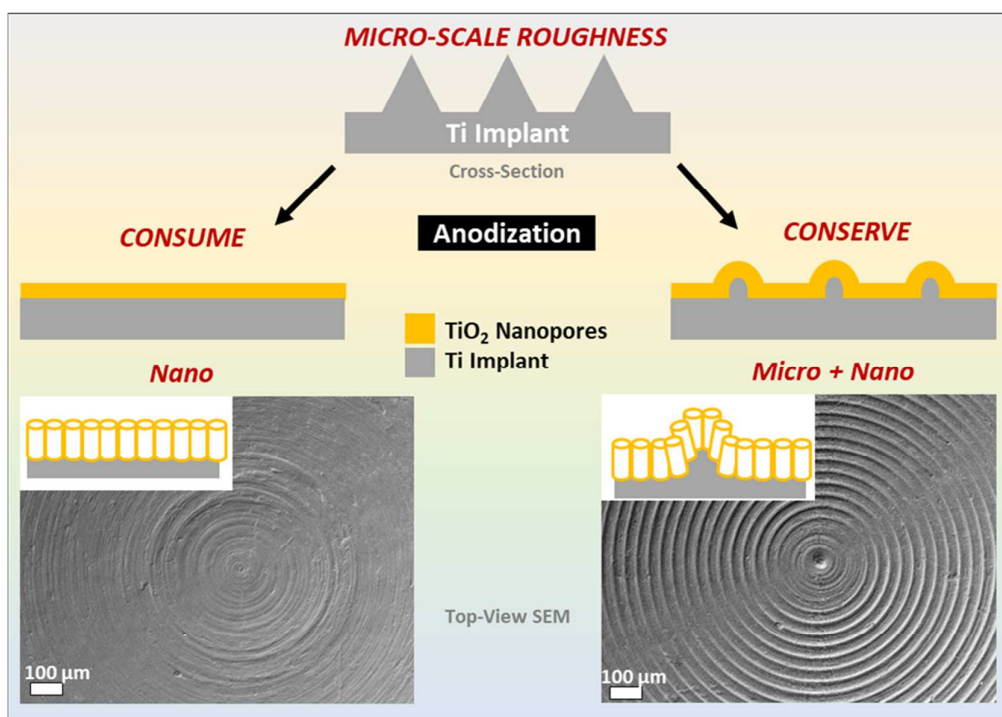 MICRO-SCALE ROUGHNESS
Ti Implant
Cross-Section
CONSUME
Anodization
CONSERVE
TiO₂ Nanopores
Ti Implant
Nano
Micro + Nano
Top-View SEM
100 µm
100 µm